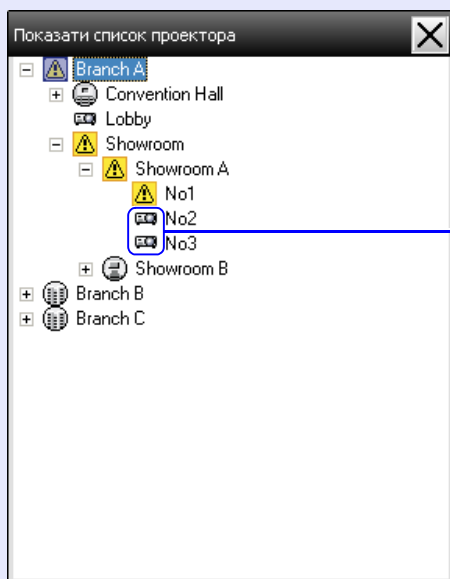 Показати список проектора
Branch A
Convention Hall
Lobby
Showroom
Showroom A
No1
No2
No3
Showroom B
Branch B
Branch C